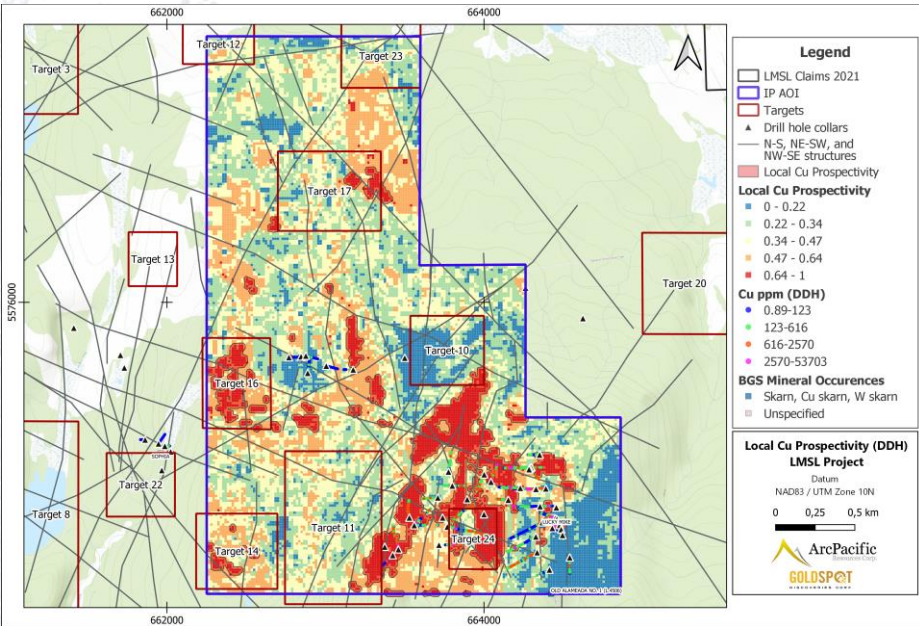 662000
664000
5576000
Target 3
Target 12
Target 23
Target 17
Target 13
Target 20
Target 10
Target 16
Target 22
Target 8
Target 11
Target 14
Target 24
LUCKY MIKE
662000
664000
Legend
LMSL Claims 2021
IP AOI
Targets
Drill hole collars
N-S, NE-SW, and
NW-SE structures
Local Cu Prospectivity
Local Cu Prospectivity
0 - 0.22
0.22 - 0.34
0.34 - 0.47
0.47 - 0.64
0.64 - 1
Cu ppm (DDH)
0.89-123
123-616
616-2570
2570-53703
BGS Mineral Occurences
Skarn, Cu skarn, W skarn
Unspecified
Local Cu Prospectivity (DDH)
LMSL Project
Datum
NAD83 / UTM Zone 10N
0 0,25 0,5 km
ArcPacific
Resources Corp.
GOLDSPOT
DISCOVERIES CORP